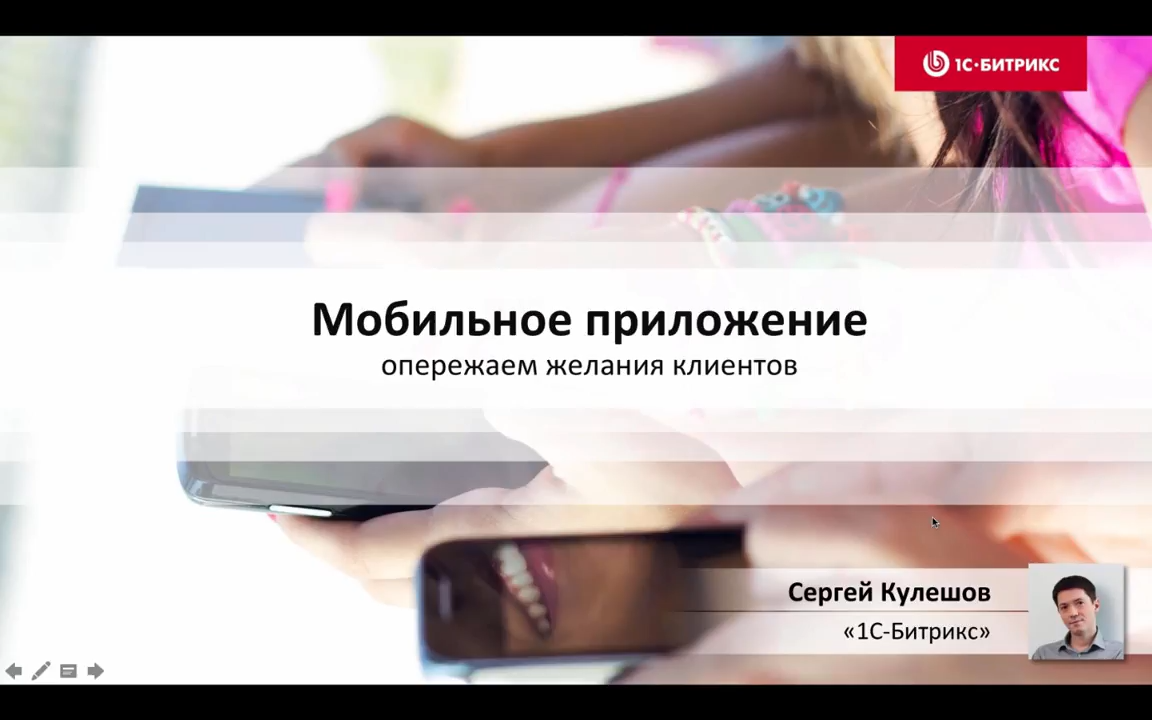 1С·БИТРИКС
Мобильное приложение
опережаем желания клиентов
Сергей Кулешов
«1С-Битрикс»